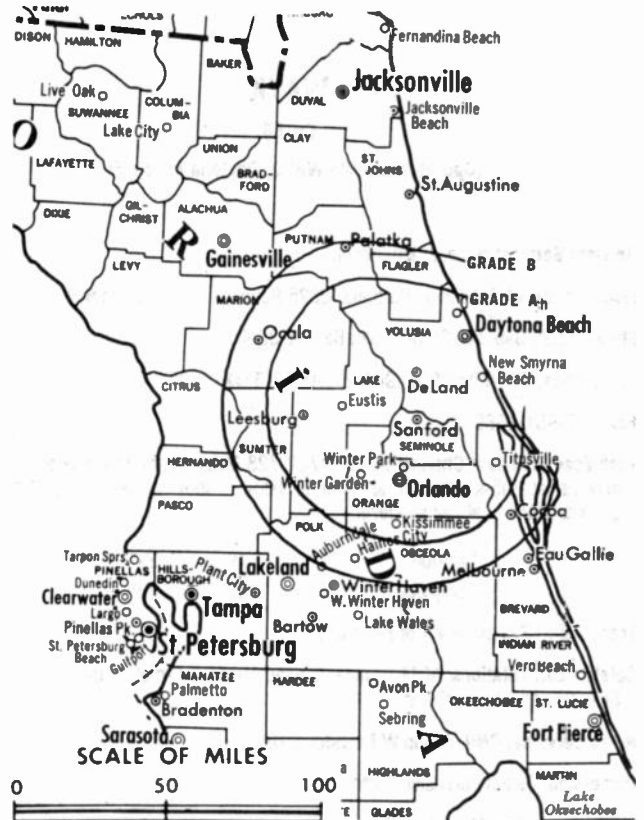 ECHOLS
DISON
HAMILTON
BAKER
Fernandina Beach
Jacksonville
DUVAL
Jacksonville
Beach
Live Oak
SUWANNEE
COLUM-
BIA
Lake City
O
UNION
CLAY
LAFAYETTE
BRAD-
FORD
ST.
JOHNS
St. Augustine
DIXIE
GIL-
CHRIST
ALACHUA
R
Gainesville
PUTNAM
Palatka
FLAGLER
GRADE B
LEVY
MARION
GRADE A
VOLUSIA
Daytona Beach
Ocala
I
LAKE
DeLand
New Smyrna
Beach
CITRUS
Eustis
Leesburg
Sanford
SEMINOLE
SUMTER
HERNANDO
Winter Park
Titusville
Winter Garden
Orlando
ORANGE
PASCO
Cocoa
POLK
Kissimmee
Auburndale
Haines City
OSCEOLA
D
Eau Gallie
Melbourne
Tarpon Sprs.
PINELLAS
HILLS-
BOROUGH
Plant City
Lakeland
Dunedin
Clearwater
Tampa
Winter Haven
W. Winter Haven
BREVARD
Largo
Pinellas Pk.
Bartow
Lake Wales
St. Petersburg
St. Petersburg
Beach
Gulfport
INDIAN RIVER
Vero Beach
MANATEE
HARDEE
Palmetto
Bradenton
Avon Pk.
Sebring
OKEECHOBEE
ST. LUCIE
Fort Fierce
Sarasota
A
SCALE OF MILES
HIGHLANDS
MARTIN
0 50 100
GLADES
Lake
Okeechobee